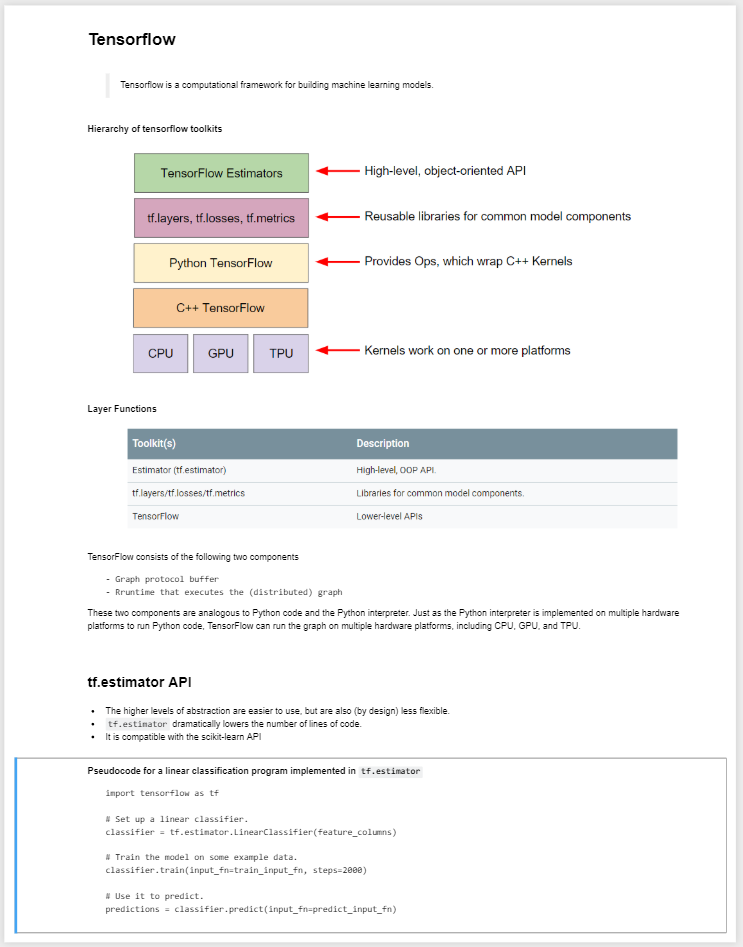 Tensorflow
Tensorflow is a computational framework for building machine learning models.
Hierarchy of tensorflow toolkits
TensorFlow Estimators
High-level, object-oriented API
tf.layers, tf.losses, tf.metrics
Reusable libraries for common model components
Python TensorFlow
Provides Ops, which wrap C++ Kernels
C++ TensorFlow
CPU GPU TPU
Kernels work on one or more platforms
Layer Functions
Toolkit(s) Description
Estimator (tf.estimator) High-level, OOP API.
tf.layers/tf.losses/tf.metrics Libraries for common model components.
TensorFlow Lower-level APIs
TensorFlow consists of the following two components
- Graph protocol buffer
- Rruntime that executes the (distributed) graph
These two components are analogous to Python code and the Python interpreter. Just as the Python interpreter is implemented on multiple hardware
platforms to run Python code, TensorFlow can run the graph on multiple hardware platforms, including CPU, GPU, and TPU.
tf.estimator API
• The higher levels of abstraction are easier to use, but are also (by design) less flexible.
• tf.estimator dramatically lowers the number of lines of code.
• It is compatible with the scikit-learn API
Pseudocode for a linear classification program implemented in tf.estimator
import tensorflow as tf
# Set up a linear classifier.
classifier = tf.estimator.LinearClassifier(feature_columns)
# Train the model on some example data.
classifier.train(input_fn=train_input_fn, steps=2000)
# Use it to predict.
predictions = classifier.predict(input_fn=predict_input_fn)